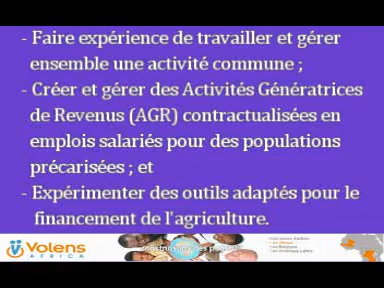 - Faire expérience de travailler et gérer
ensemble une activité commune ;
- Créer et gérer des Activités Génératrices
de Revenus (AGR) contractualisées en
emplois salariés pour des populations
précarisées ; et
- Expérimenter des outils adaptés pour le
financement de l'agriculture.
Volens
AFRICA